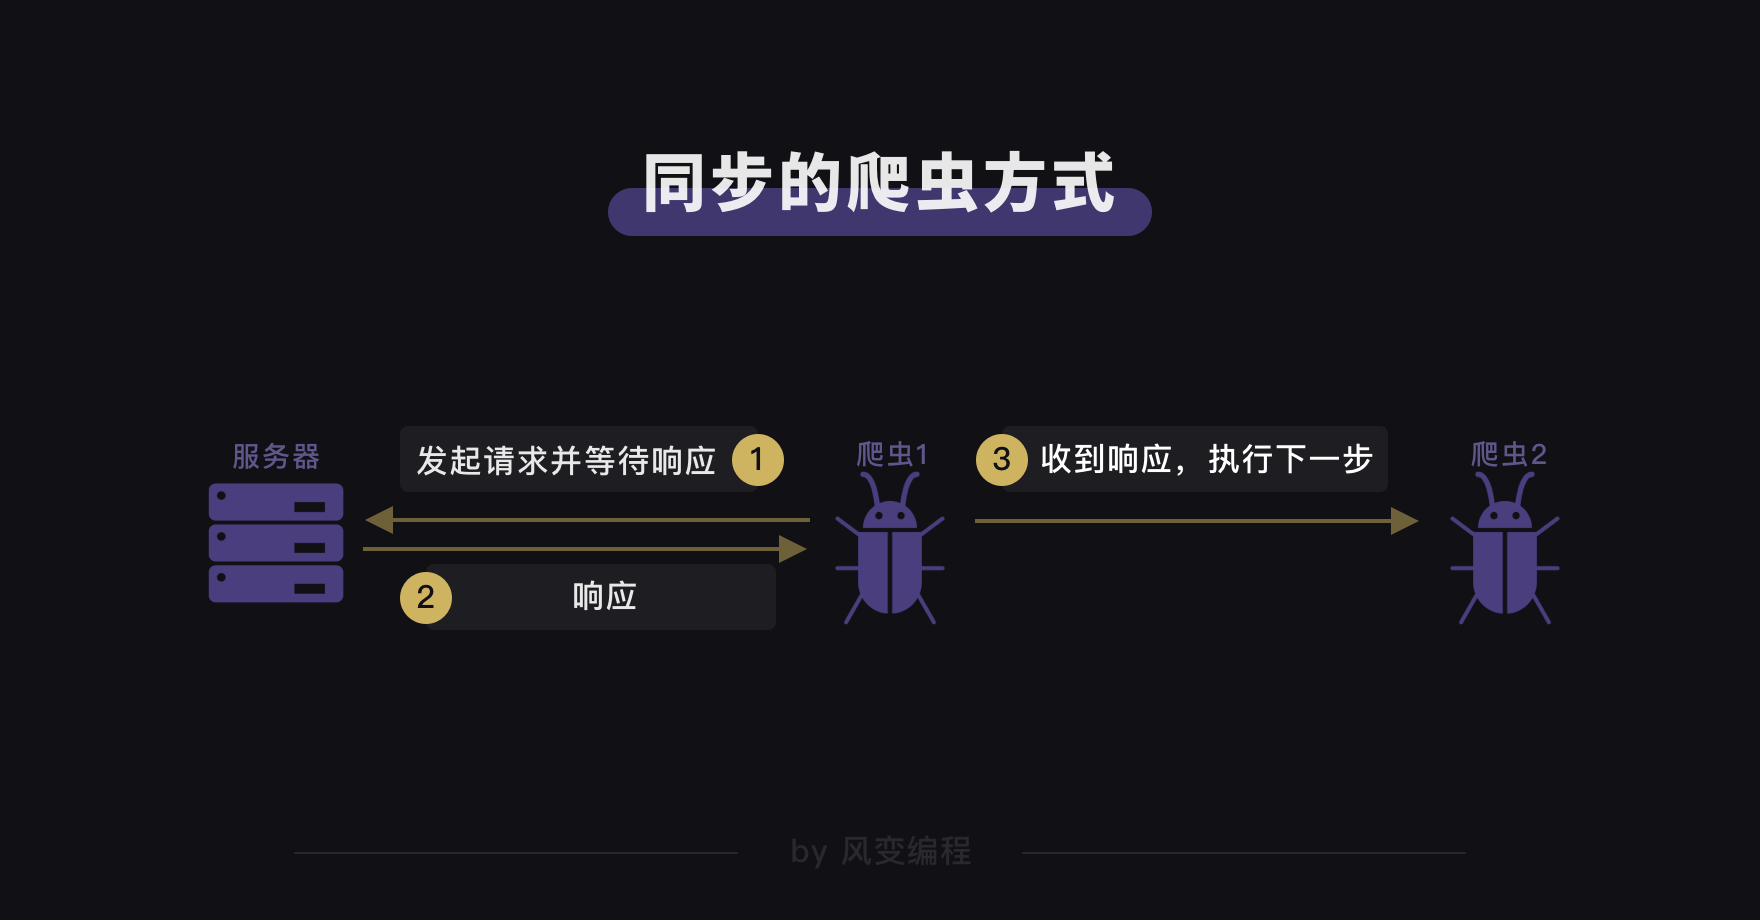 同步的爬虫方式
服务器
发起请求并等待响应 1
爬虫1
3 收到响应，执行下一步
爬虫2
2 响应
by 风变编程